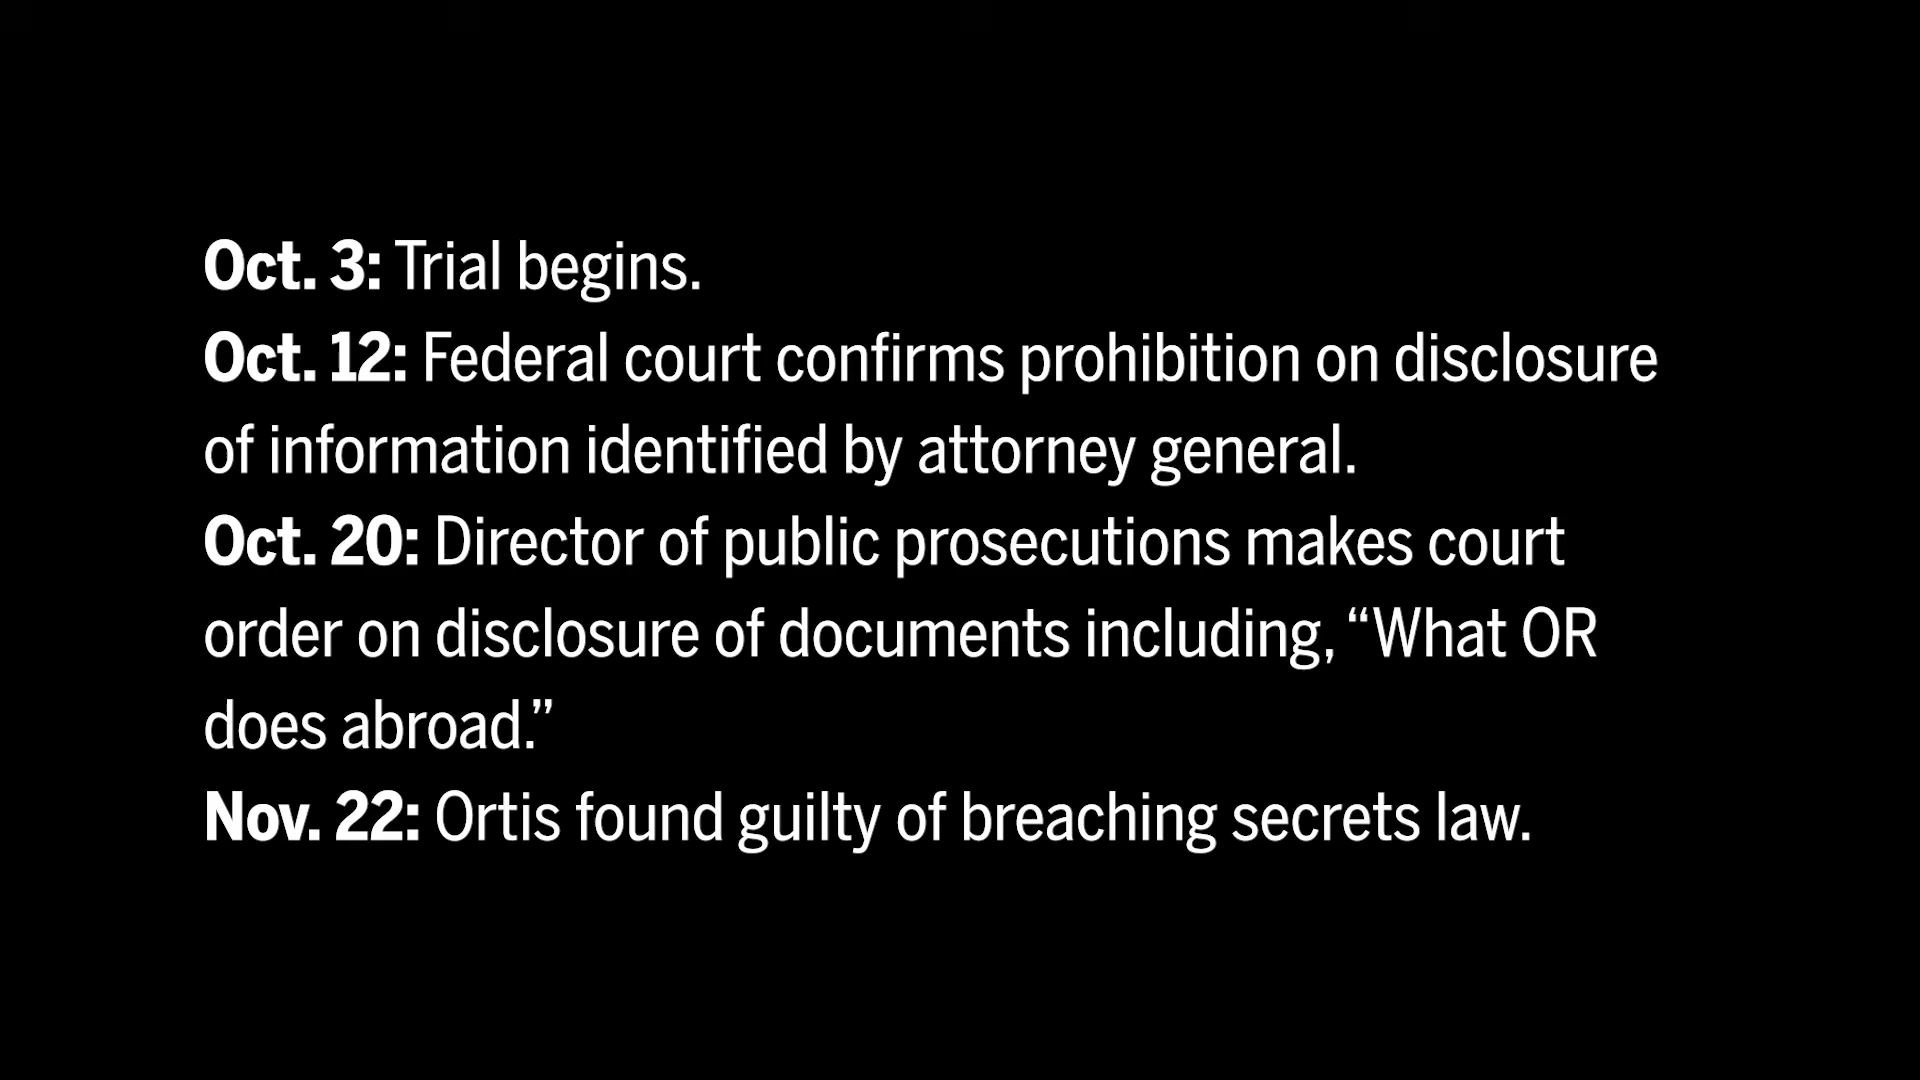 Oct. 3: Trial begins.
Oct. 12: Federal court confirms prohibition on disclosure
of information identified by attorney general.
Oct. 20: Director of public prosecutions makes court
order on disclosure of documents including, “What OR
does abroad.”
Nov. 22: Ortis found guilty of breaching secrets law.